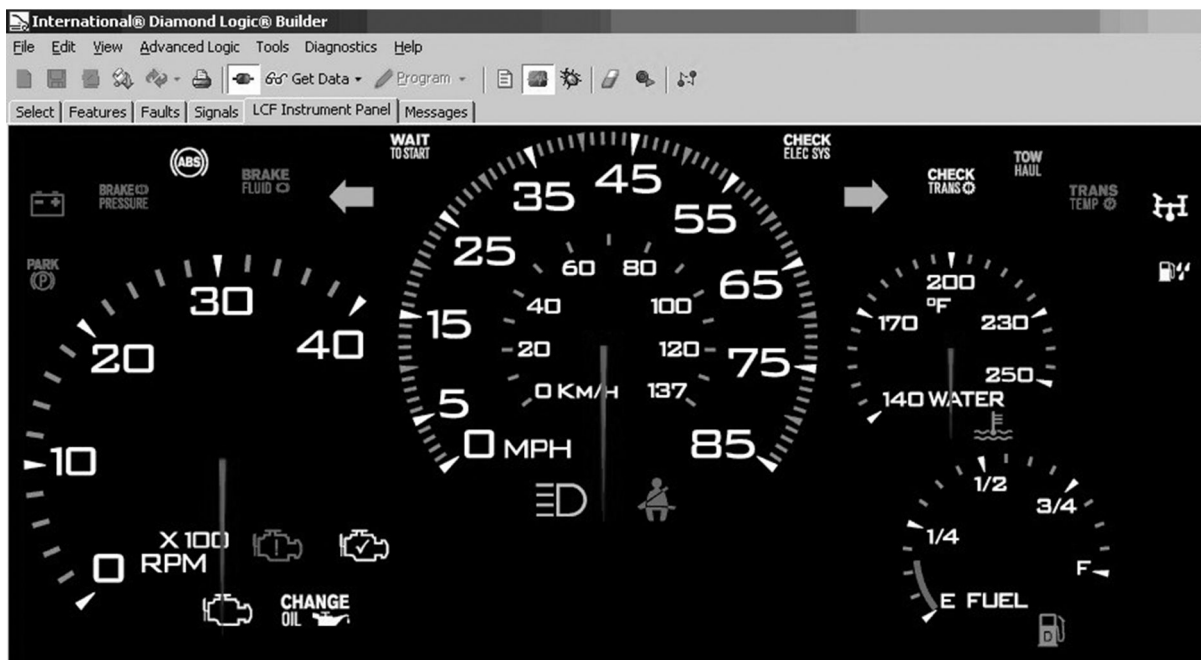 International® Diamond Logic® Builder
File Edit View Advanced Logic Tools Diagnostics Help
Get Data Program
Select Features Faults Signals LCF Instrument Panel Messages
WAIT
TO START
CHECK
ELEC SYS
ABS
BRAKE
PRESSURE
BRAKE
FLUID
CHECK
TRANS
TOW
HAUL
TRANS
TEMP
PARK
P
0
10
20
30
40
X 100
RPM
CHANGE
OIL
0 MPH
5
15
25
35
45
55
65
75
85
0 KM/H
20
40
60
80
100
120
137
140 WATER
170
200
°F
230
250
E FUEL
1/4
1/2
3/4
F
D